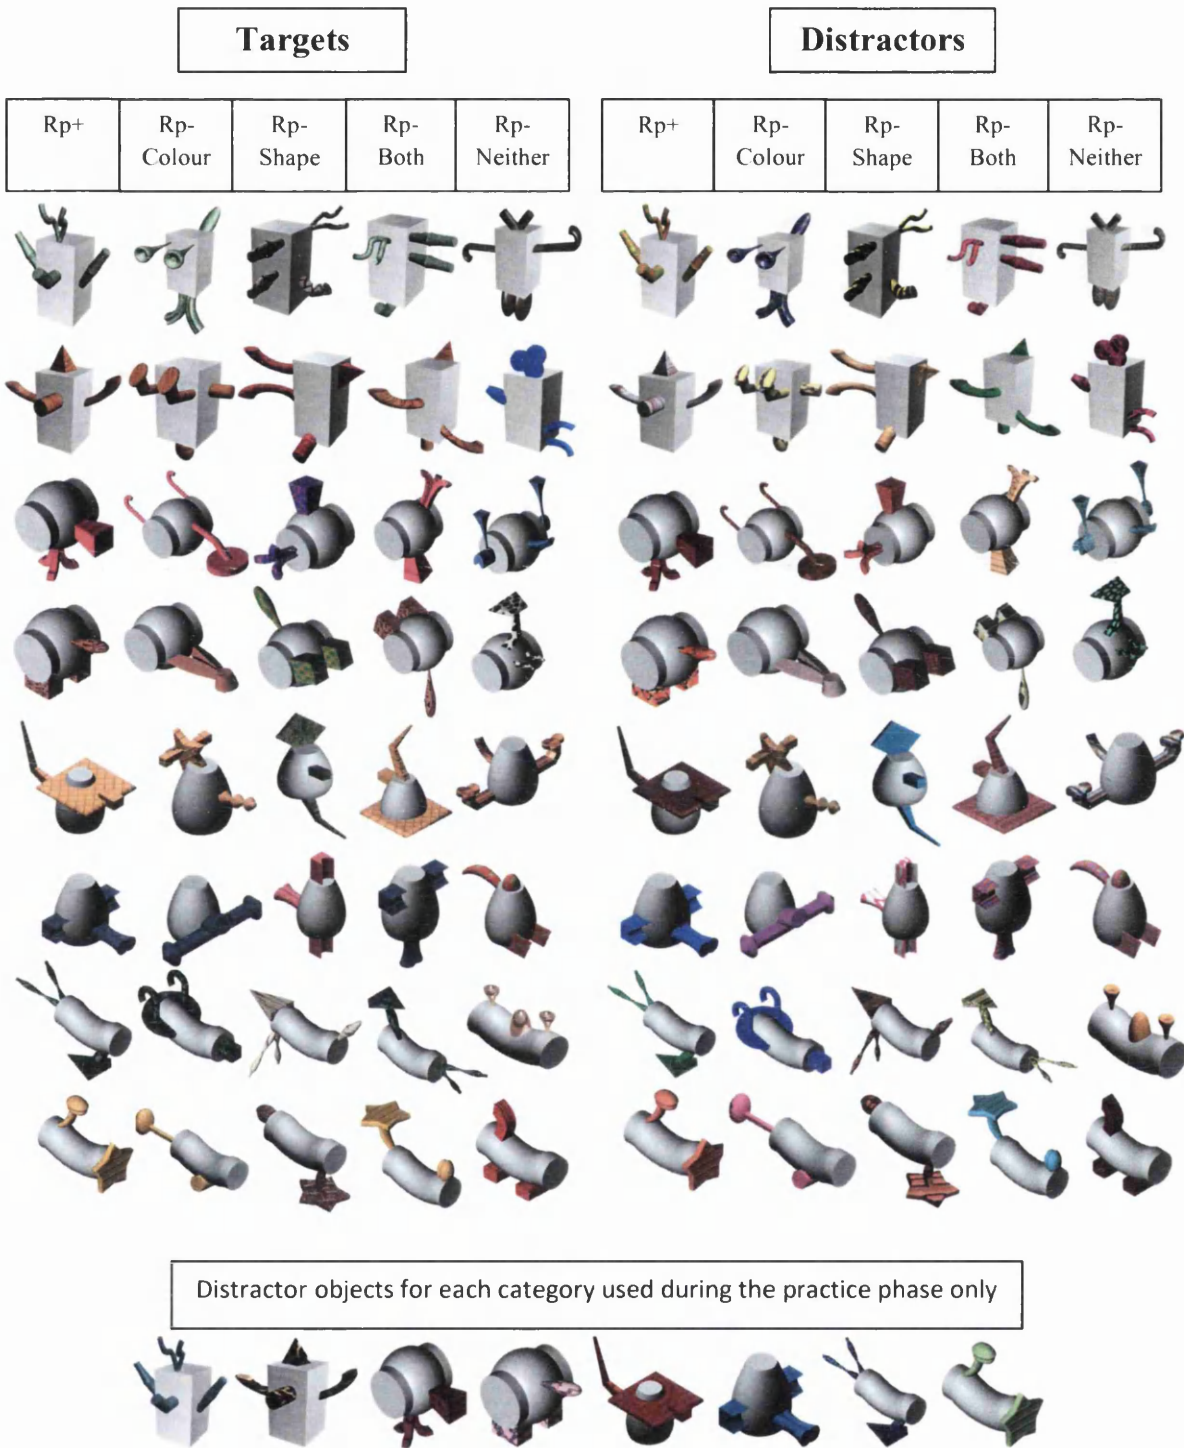 Targets
Distractors
Rp+ Rp- Rp- Rp- Rp-
Colour Shape Both Neither
Rp+ Rp- Rp- Rp- Rp-
Colour Shape Both Neither
Distractor objects for each category used during the practice phase only